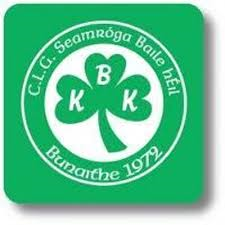 C.L.G. Seamróga Baile hÉil
B
K K
Bunaithe 1972